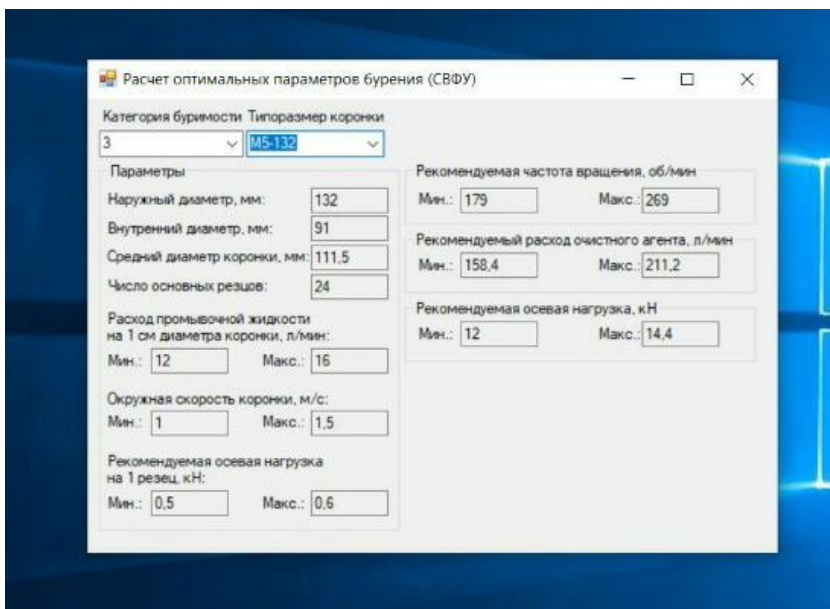 Расчет оптимальных параметров бурения (СВФУ)
Категория буримости Типоразмер коронки
3 М5-132
Параметры
Наружный диаметр, мм: 132
Внутренний диаметр, мм: 91
Средний диаметр коронки, мм: 111,5
Число основных резцов: 24
Расход промывочной жидкости
на 1 см диаметра коронки, л/мин:
Мин.: 12 Макс.: 16
Окружная скорость коронки, м/с:
Мин.: 1 Макс.: 1,5
Рекомендуемая осевая нагрузка
на 1 резец, кН:
Мин.: 0,5 Макс.: 0,6
Рекомендуемая частота вращения, об/мин
Мин.: 179 Макс.: 269
Рекомендуемый расход очистного агента, л/мин
Мин.: 158,4 Макс.: 211,2
Рекомендуемая осевая нагрузка, кН
Мин.: 12 Макс.: 14,4